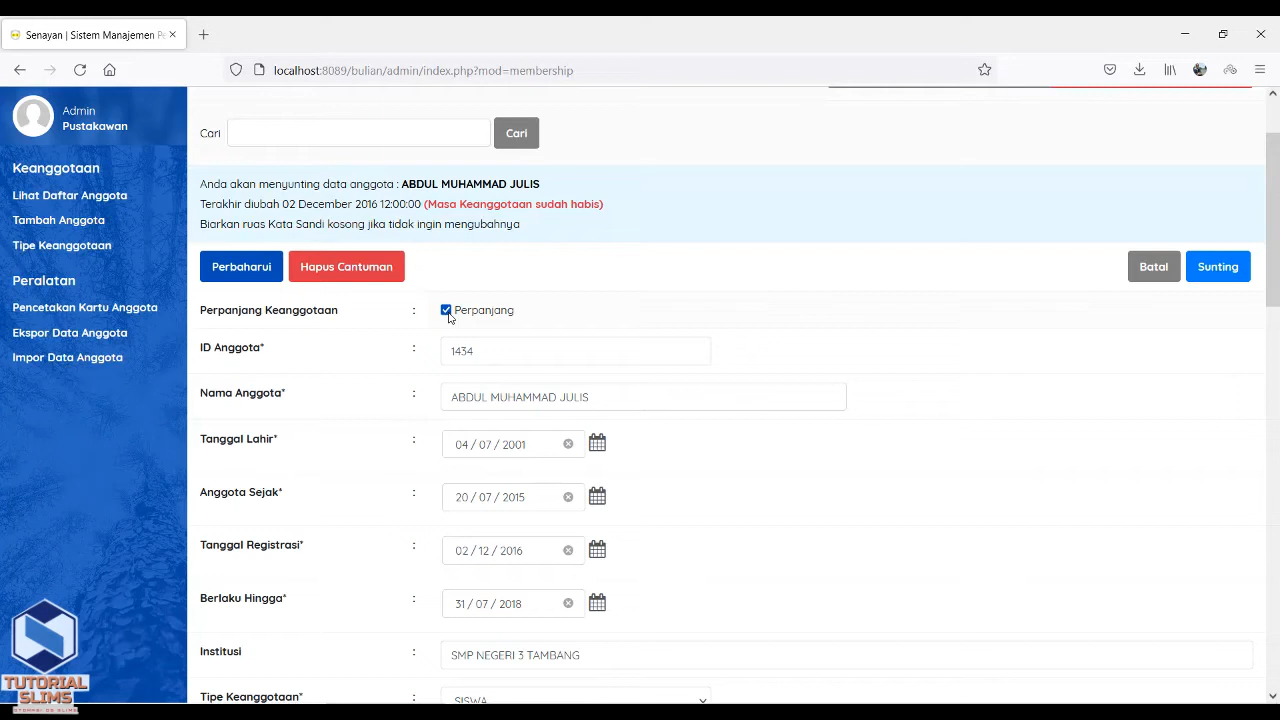 Senayan | Sistem Manajemen Pe
localhost:8089/bulian/admin/index.php?mod=membership
Admin
Pustakawan
Keanggotaan
Lihat Daftar Anggota
Tambah Anggota
Tipe Keanggotaan
Peralatan
Pencetakan Kartu Anggota
Ekspor Data Anggota
Impor Data Anggota
TUTORIAL
SLIMS
Cari Cari
Anda akan menyunting data anggota : ABDUL MUHAMMAD JULIS
Terakhir diubah 02 December 2016 12:00:00 (Masa Keanggotaan sudah habis)
Biarkan ruas Kata Sandi kosong jika tidak ingin mengubahnya
Perbaharui Hapus Cantuman Batal Sunting
Perpanjang Keanggotaan : Perpanjang
ID Anggota* : 1434
Nama Anggota* : ABDUL MUHAMMAD JULIS
Tanggal Lahir* : 04 / 07 / 2001
Anggota Sejak* : 20 / 07 / 2015
Tanggal Registrasi* : 02 / 12 / 2016
Berlaku Hingga* : 31 / 07 / 2018
Institusi : SMP NEGERI 3 TAMBANG
Tipe Keanggotaan* : SISWA